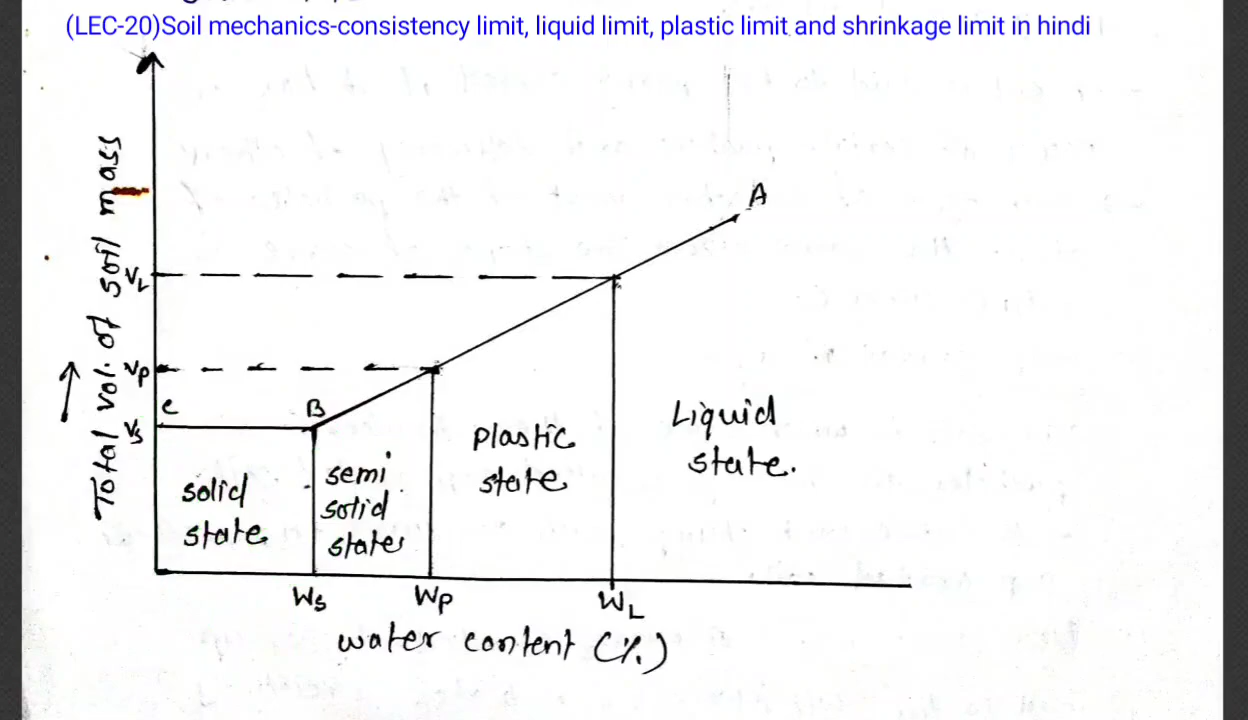 (LEC-20)Soil mechanics-consistency limit, liquid limit, plastic limit and shrinkage limit in hindi
Total vol. of soil mass
A
VL
VP
Vs
C
B
solid
state
semi
solid
state
plastic
state
Liquid
state.
Ws
Wp
WL
water content (%)